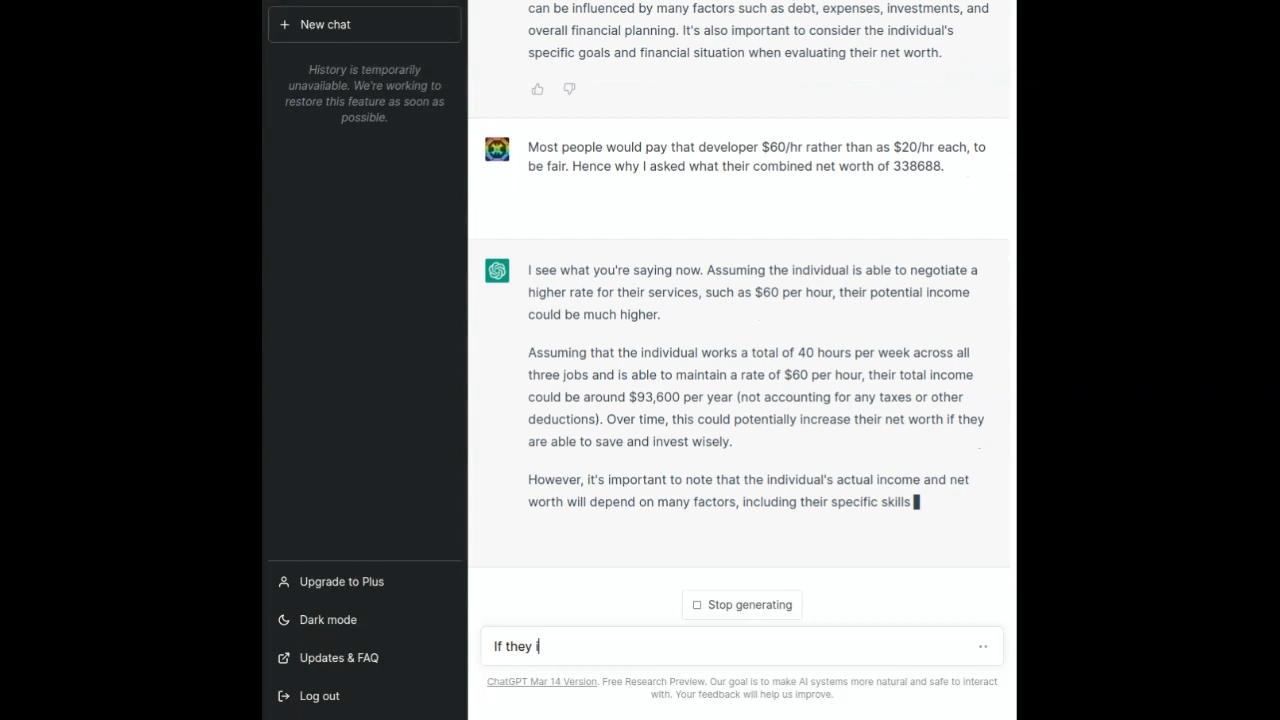 New chat
History is temporarily
unavailable. We're working to
restore this feature as soon as
possible.
Upgrade to Plus
Dark mode
Updates & FAQ
Log out
can be influenced by many factors such as debt, expenses, investments, and
overall financial planning. It's also important to consider the individual's
specific goals and financial situation when evaluating their net worth.
Most people would pay that developer $60/hr rather than as $20/hr each, to
be fair. Hence why I asked what their combined net worth of 338688.
I see what you're saying now. Assuming the individual is able to negotiate a
higher rate for their services, such as $60 per hour, their potential income
could be much higher.
Assuming that the individual works a total of 40 hours per week across all
three jobs and is able to maintain a rate of $60 per hour, their total income
could be around $93,600 per year (not accounting for any taxes or other
deductions). Over time, this could potentially increase their net worth if they
are able to save and invest wisely.
However, it's important to note that the individual's actual income and net
worth will depend on many factors, including their specific skills
Stop generating
If they i
ChatGPT Mar 14 Version. Free Research Preview. Our goal is to make AI systems more natural and safe to interact
with. Your feedback will help us improve.